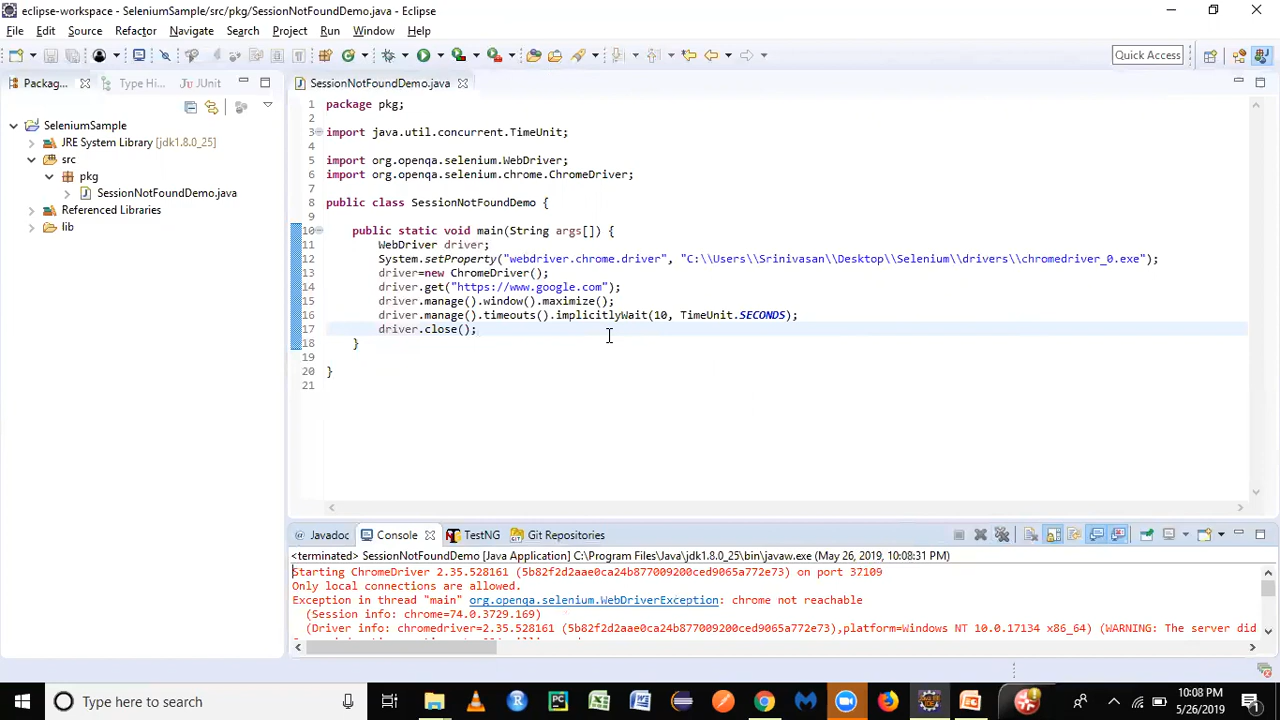 eclipse-workspace - SeleniumSample/src/pkg/SessionNotFoundDemo.java - Eclipse
File Edit Source Refactor Navigate Search Project Run Window Help
Quick Access
Packag... Type Hi... JUnit
SessionNotFoundDemo.java
SeleniumSample
JRE System Library [jdk1.8.0_25]
src
pkg
SessionNotFoundDemo.java
Referenced Libraries
lib
1 package pkg;
2
3 import java.util.concurrent.TimeUnit;
4
5 import org.openqa.selenium.WebDriver;
6 import org.openqa.selenium.chrome.ChromeDriver;
7
8 public class SessionNotFoundDemo {
9
10 public static void main(String args[]) {
11 WebDriver driver;
12 System.setProperty("webdriver.chrome.driver", "C:\\Users\\Srinivasan\\Desktop\\Selenium\\drivers\\chromedriver_0.exe");
13 driver=new ChromeDriver();
14 driver.get("https://www.google.com");
15 driver.manage().window().maximize();
16 driver.manage().timeouts().implicitlyWait(10, TimeUnit.SECONDS);
17 driver.close();
18 }
19
20 }
21
Javadoc Console TestNG Git Repositories
<terminated> SessionNotFoundDemo [Java Application] C:\Program Files\Java\jdk1.8.0_25\bin\javaw.exe (May 26, 2019, 10:08:31 PM)
Starting ChromeDriver 2.35.528161 (5b82f2d2aae0ca24b877009200ced9065a772e73) on port 37109
Only local connections are allowed.
Exception in thread "main" org.openqa.selenium.WebDriverException: chrome not reachable
(Session info: chrome=74.0.3729.169)
(Driver info: chromedriver=2.35.528161 (5b82f2d2aae0ca24b877009200ced9065a772e73),platform=Windows NT 10.0.17134 x86_64) (WARNING: The server did
Type here to search
10:08 PM
5/26/2019